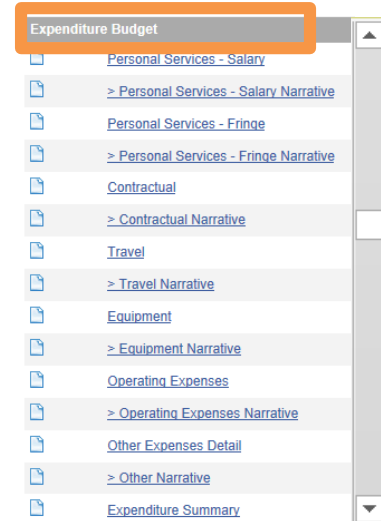 Expenditure Budget
Personal Services - Salary
> Personal Services - Salary Narrative
Personal Services - Fringe
> Personal Services - Fringe Narrative
Contractual
> Contractual Narrative
Travel
> Travel Narrative
Equipment
> Equipment Narrative
Operating Expenses
> Operating Expenses Narrative
Other Expenses Detail
> Other Narrative
Expenditure Summary